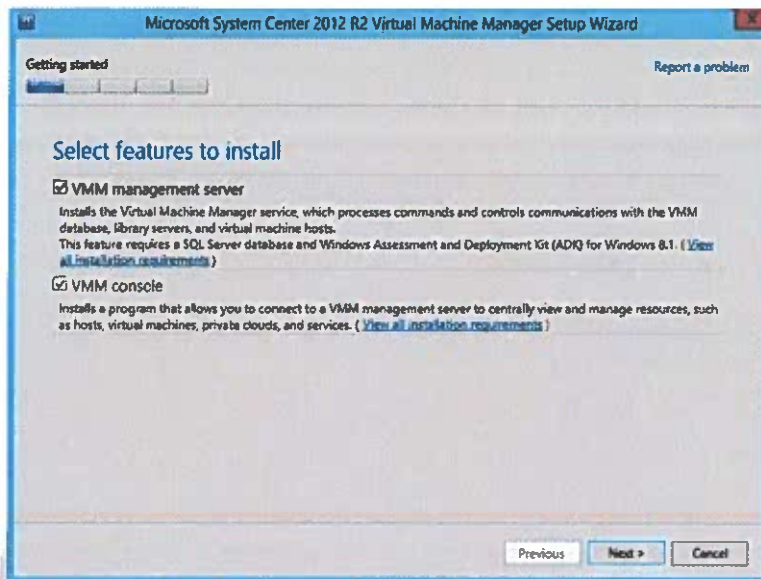 Microsoft System Center 2012 R2 Virtual Machine Manager Setup Wizard
Getting started
Report a problem
Select features to install
VMM management server
Installs the Virtual Machine Manager service, which processes commands and controls communications with the VMM
database, library servers, and virtual machine hosts.
This feature requires a SQL Server database and Windows Assessment and Deployment Kit (ADK) for Windows 8.1. ( View
all installation requirements )
VMM console
Installs a program that allows you to connect to a VMM management server to centrally view and manage resources, such
as hosts, virtual machines, private clouds, and services. ( View all installation requirements )
Previous Next > Cancel